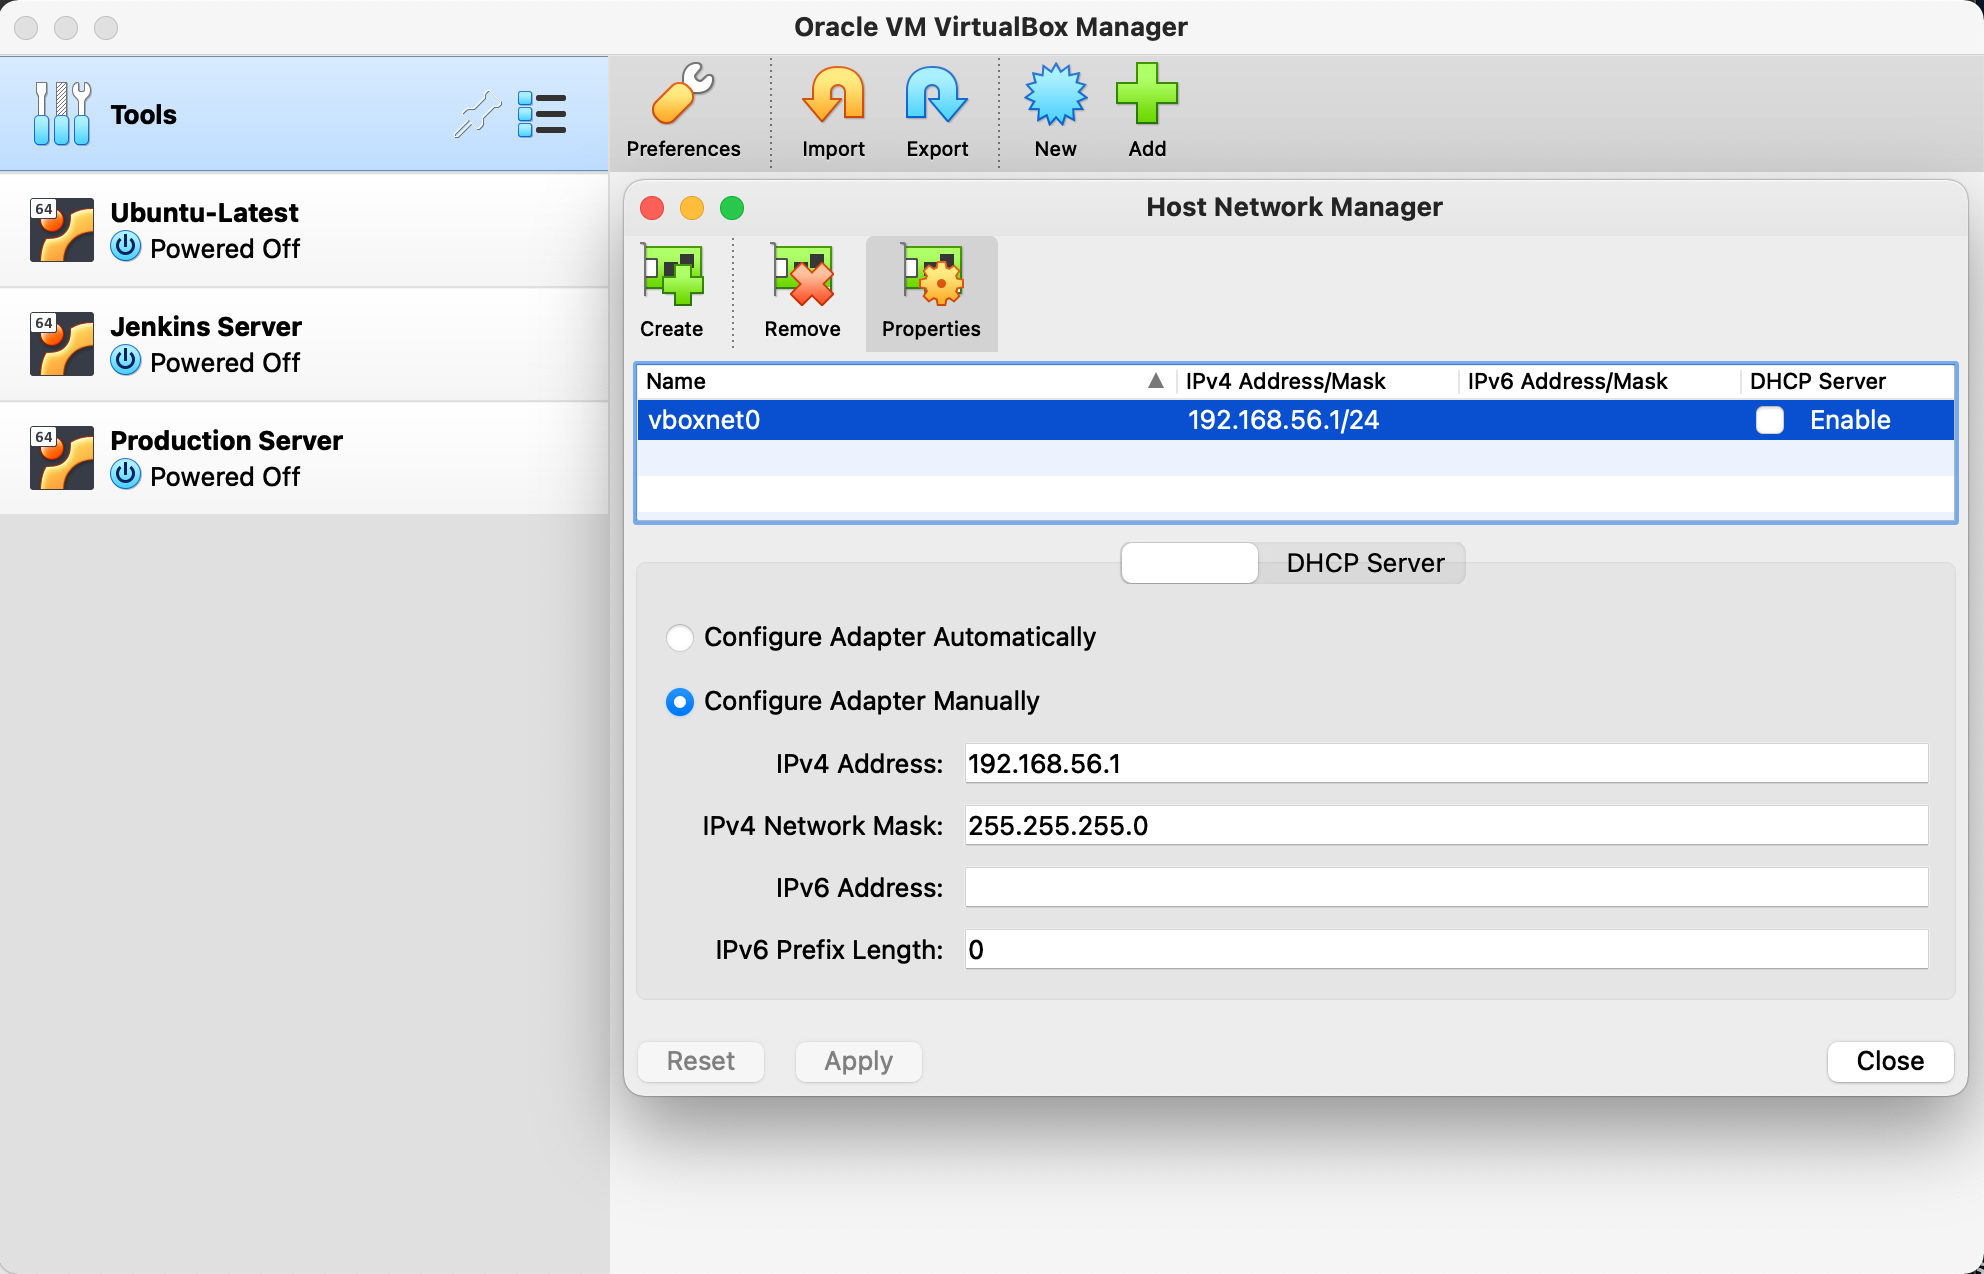 Oracle VM VirtualBox Manager
Tools
Preferences
Import
Export
New
Add
64
Ubuntu-Latest
Powered Off
64
Jenkins Server
Powered Off
64
Production Server
Powered Off
Host Network Manager
Create
Remove
Properties
Name IPv4 Address/Mask IPv6 Address/Mask DHCP Server
vboxnet0 192.168.56.1/24 Enable
DHCP Server
Configure Adapter Automatically
Configure Adapter Manually
IPv4 Address: 192.168.56.1
IPv4 Network Mask: 255.255.255.0
IPv6 Address:
IPv6 Prefix Length: 0
Reset
Apply
Close